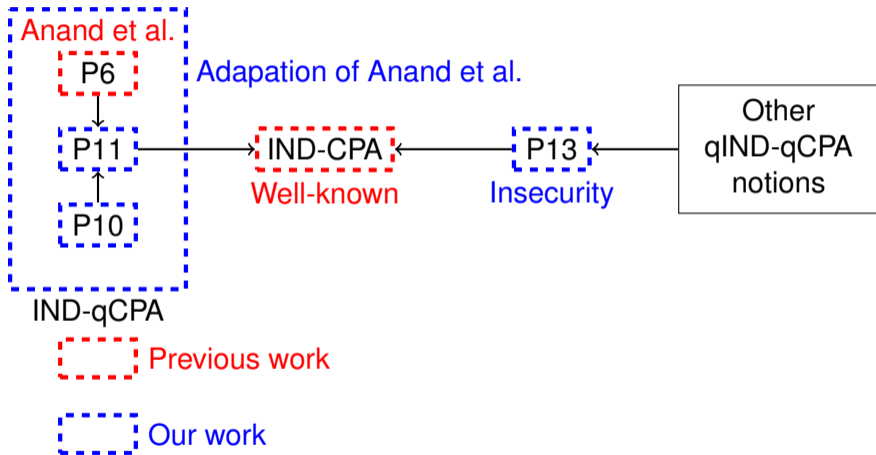 Anand et al.
P6
Adapation of Anand et al.
P11
IND-CPA
P13
Other
qIND-qCPA
notions
Well-known
Insecurity
P10
IND-qCPA
Previous work
Our work